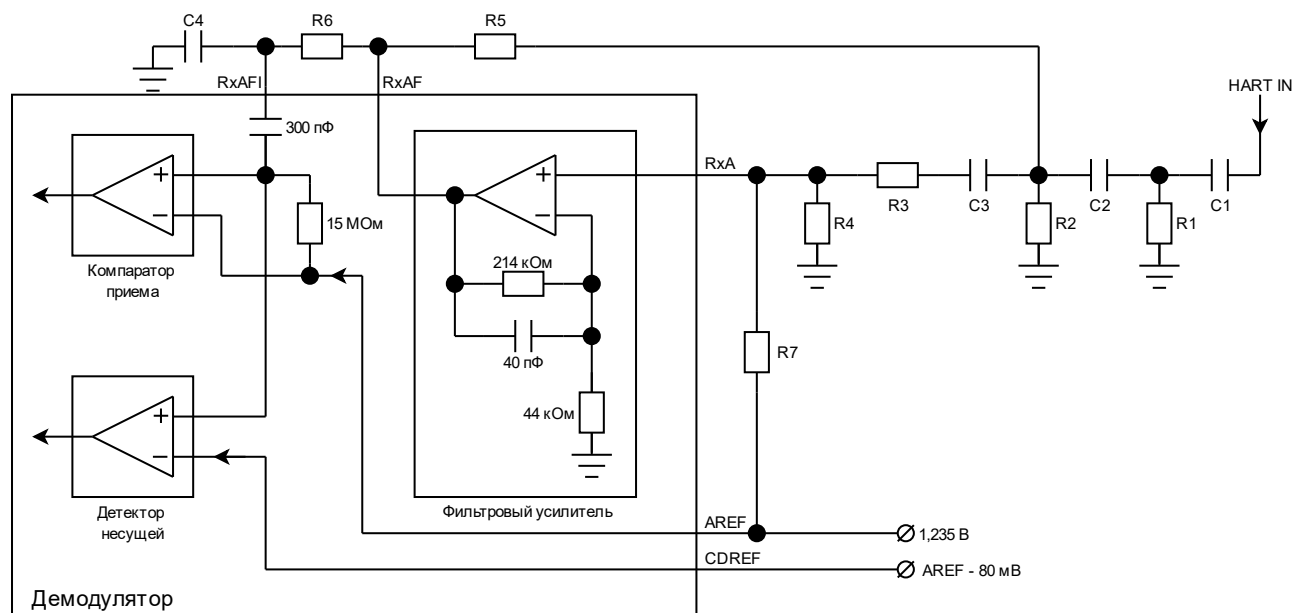 C4
R6
R5
RxAFI
RxAF
HART IN
300 пФ
RxA
+
−
+
−
15 МОм
R4
R3
C3
R2
C2
R1
C1
Компаратор
приема
214 кОм
40 пФ
R7
44 кОм
+
−
Детектор
несущей
Фильтровый усилитель
AREF
1,235 В
CDREF
AREF - 80 мВ
Демодулятор